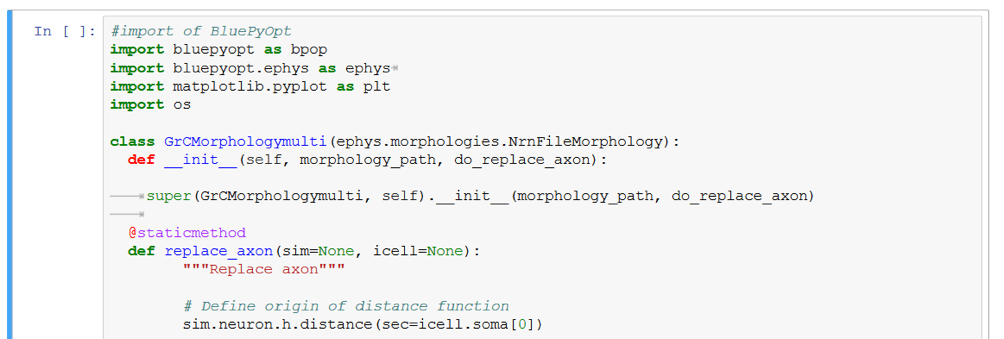 In [ ]: #import of BluePyOpt
import bluepyopt as bpop
import bluepyopt.ephys as ephys
import matplotlib.pyplot as plt
import os
class GrCMorphologymulti(ephys.morphologies.NrnFileMorphology):
def __init__(self, morphology_path, do_replace_axon):
super(GrCMorphologymulti, self).__init__(morphology_path, do_replace_axon)
@staticmethod
def replace_axon(sim=None, icell=None):
"""Replace axon"""
# Define origin of distance function
sim.neuron.h.distance(sec=icell.soma[0])